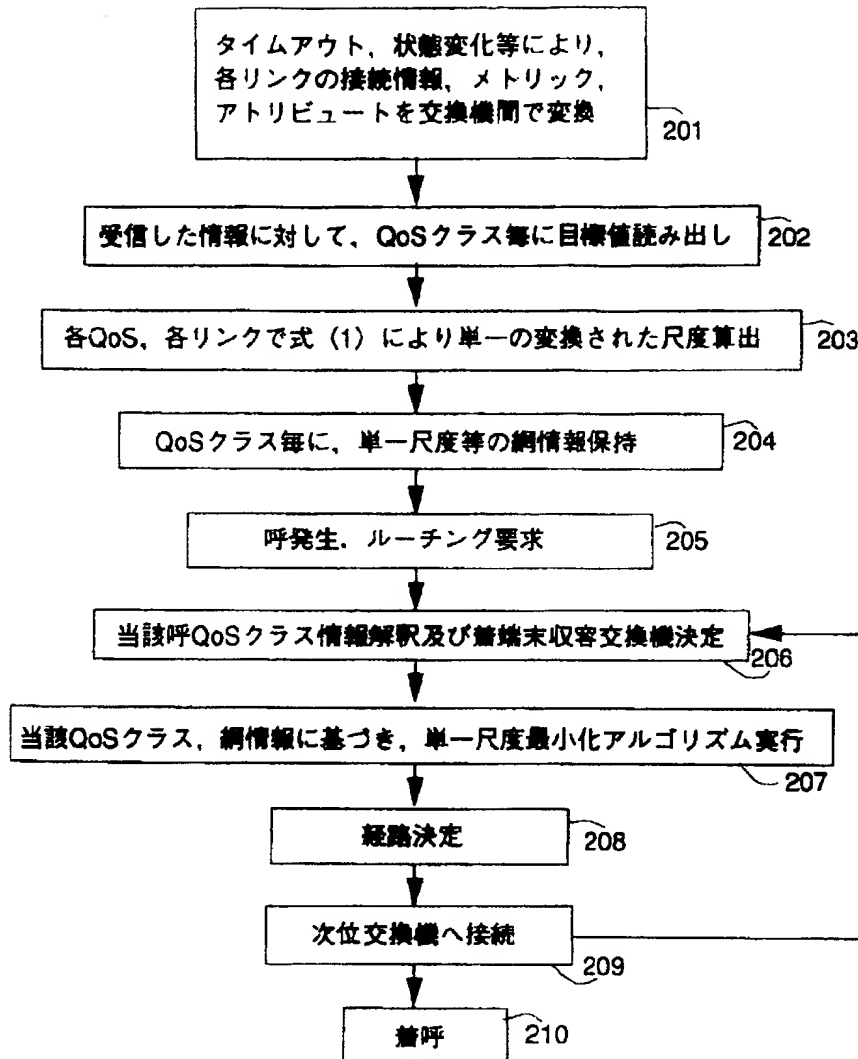 タイムアウト，状態変化等により，
各リンクの接続情報，メトリック，
アトリビュートを交換機間で変換
201
受信した情報に対して、QoSクラス毎に目標値読み出し
202
各QoS、各リンクで式（1）により単一の変換された尺度算出
203
QoSクラス毎に、単一尺度等の網情報保持
204
呼発生，ルーチング要求
205
当該呼QoSクラス情報解釈及び着端末収容交換機決定
206
当該QoSクラス，網情報に基づき，単一尺度最小化アルゴリズム実行
207
経路決定
208
次位交換機へ接続
209
着呼
210